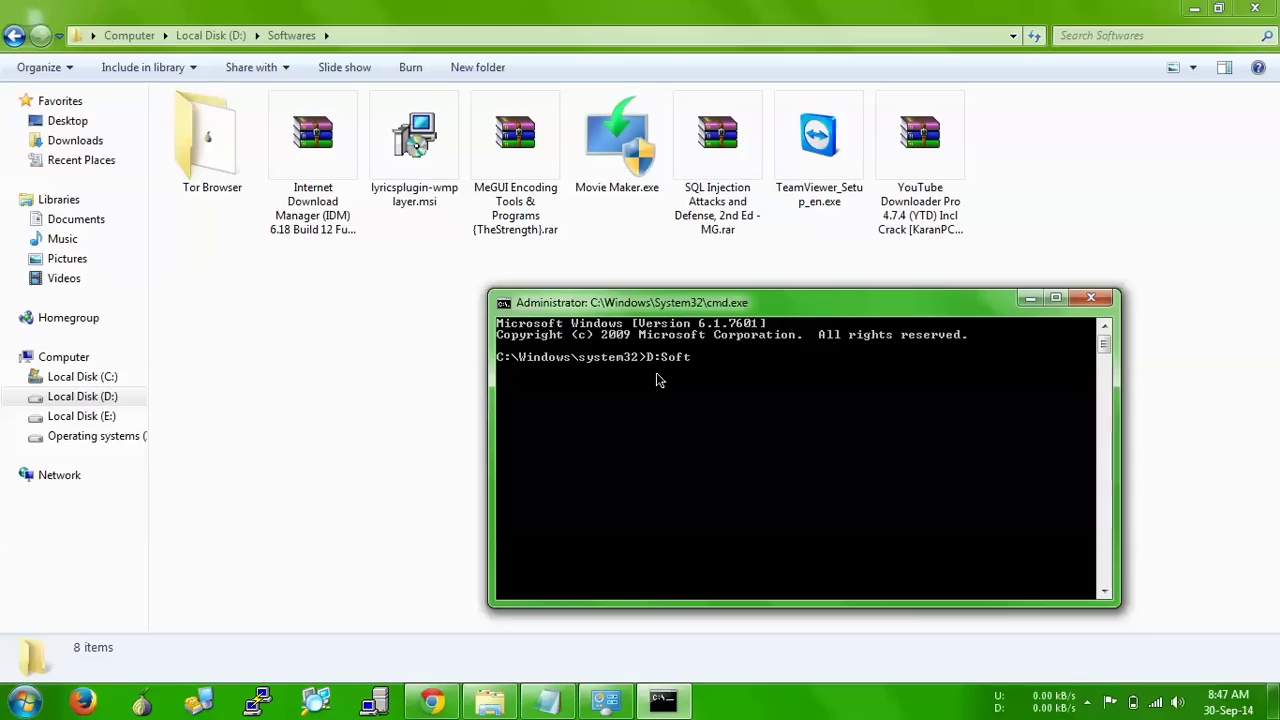 Computer Local Disk (D:) Softwares
Search Softwares
Organize Include in library Share with Slide show Burn New folder
Favorites
Desktop
Downloads
Recent Places
Libraries
Documents
Music
Pictures
Videos
Homegroup
Computer
Local Disk (C:)
Local Disk (D:)
Local Disk (E:)
Operating systems (
Network
Tor Browser
Internet
Download
Manager (IDM)
6.18 Build 12 Fu...
lyricsplugin-wmp
layer.msi
MeGUI Encoding
Tools &
Programs
{TheStrength}.rar
Movie Maker.exe
SQL Injection
Attacks and
Defense, 2nd Ed -
MG.rar
TeamViewer_Setu
p_en.exe
YouTube
Downloader Pro
4.7.4 (YTD) Incl
Crack [KaranPC...
Administrator: C:\Windows\System32\cmd.exe
Microsoft Windows [Version 6.1.7601]
Copyright (c) 2009 Microsoft Corporation.  All rights reserved.
C:\Windows\system32>D:Soft
8 items
U: 0.00 kB/s
D: 0.00 kB/s
8:47 AM
30-Sep-14